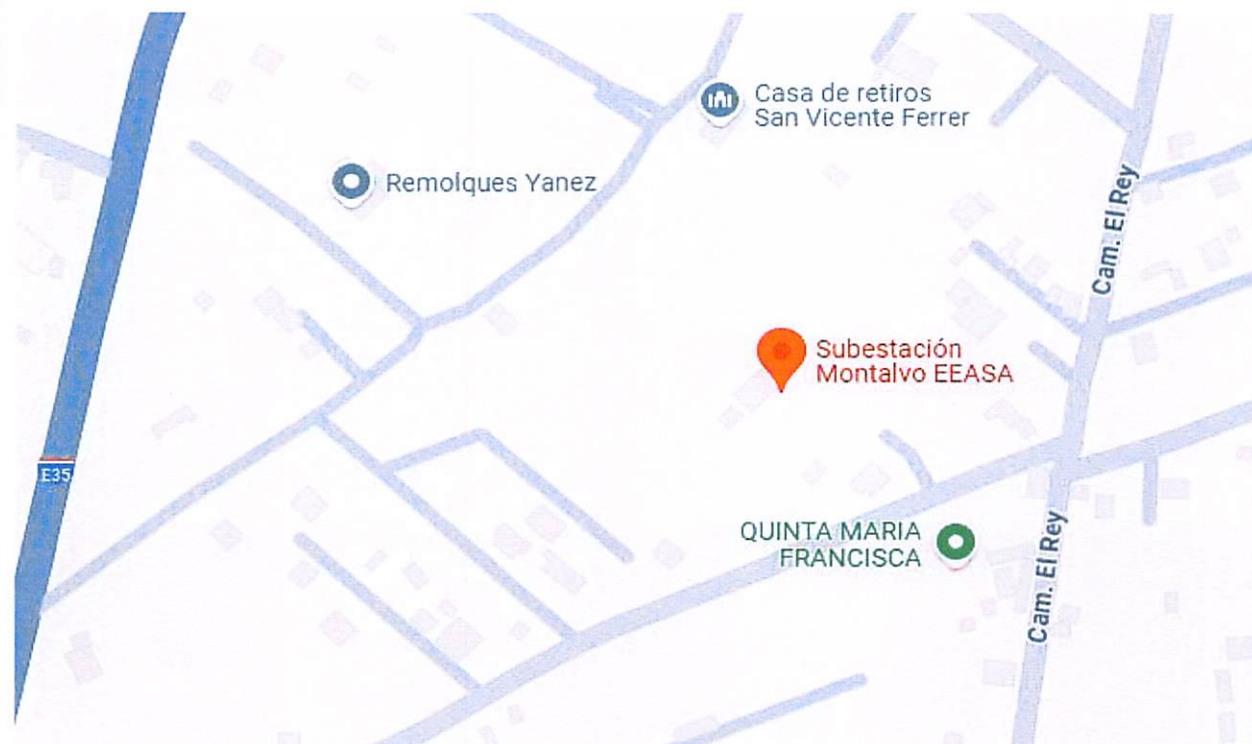 Casa de retiros
San Vicente Ferrer
Remolques Yanez
Cam. El Rey
Subestación
Montalvo EEASA
E35
QUINTA MARIA
FRANCISCA
Cam. El Rey